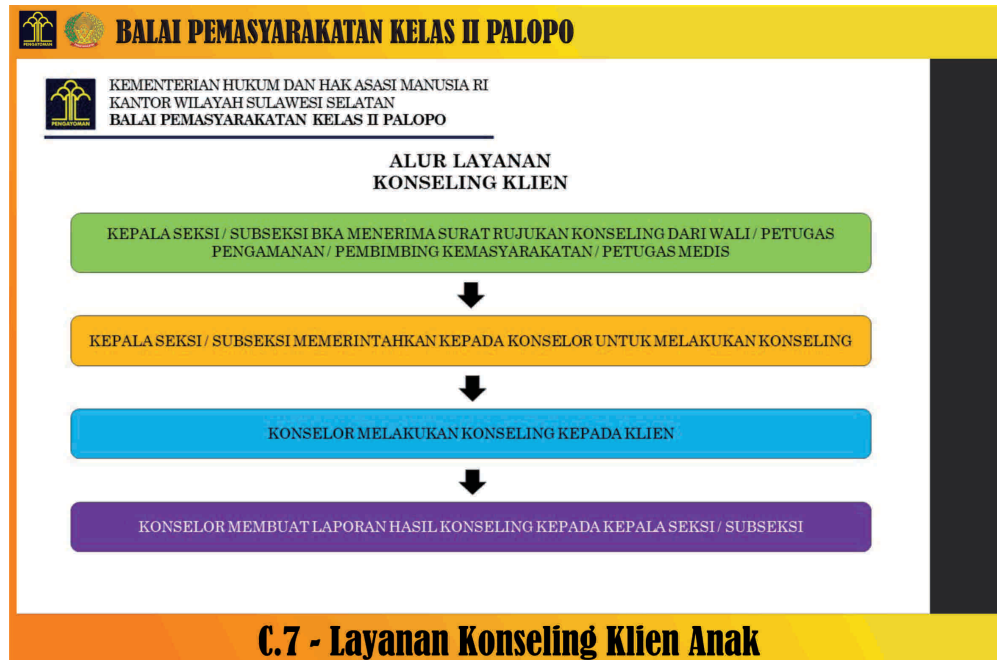 BALAI PEMASYARAKATAN KELAS II PALOPO
PENGAYOMAN
KEMENTERIAN HUKUM DAN HAK ASASI MANUSIA RI
KANTOR WILAYAH SULAWESI SELATAN
BALAI PEMASYARAKATAN KELAS II PALOPO
PENGAYOMAN
ALUR LAYANAN
KONSELING KLIEN
KEPALA SEKSI / SUBSEKSI BKA MENERIMA SURAT RUJUKAN KONSELING DARI WALI / PETUGAS
PENGAMANAN / PEMBIMBING KEMASYARAKATAN / PETUGAS MEDIS
KEPALA SEKSI / SUBSEKSI MEMERINTAHKAN KEPADA KONSELOR UNTUK MELAKUKAN KONSELING
KONSELOR MELAKUKAN KONSELING KEPADA KLIEN
KONSELOR MEMBUAT LAPORAN HASIL KONSELING KEPADA KEPALA SEKSI / SUBSEKSI
C.7 - Layanan Konseling Klien Anak